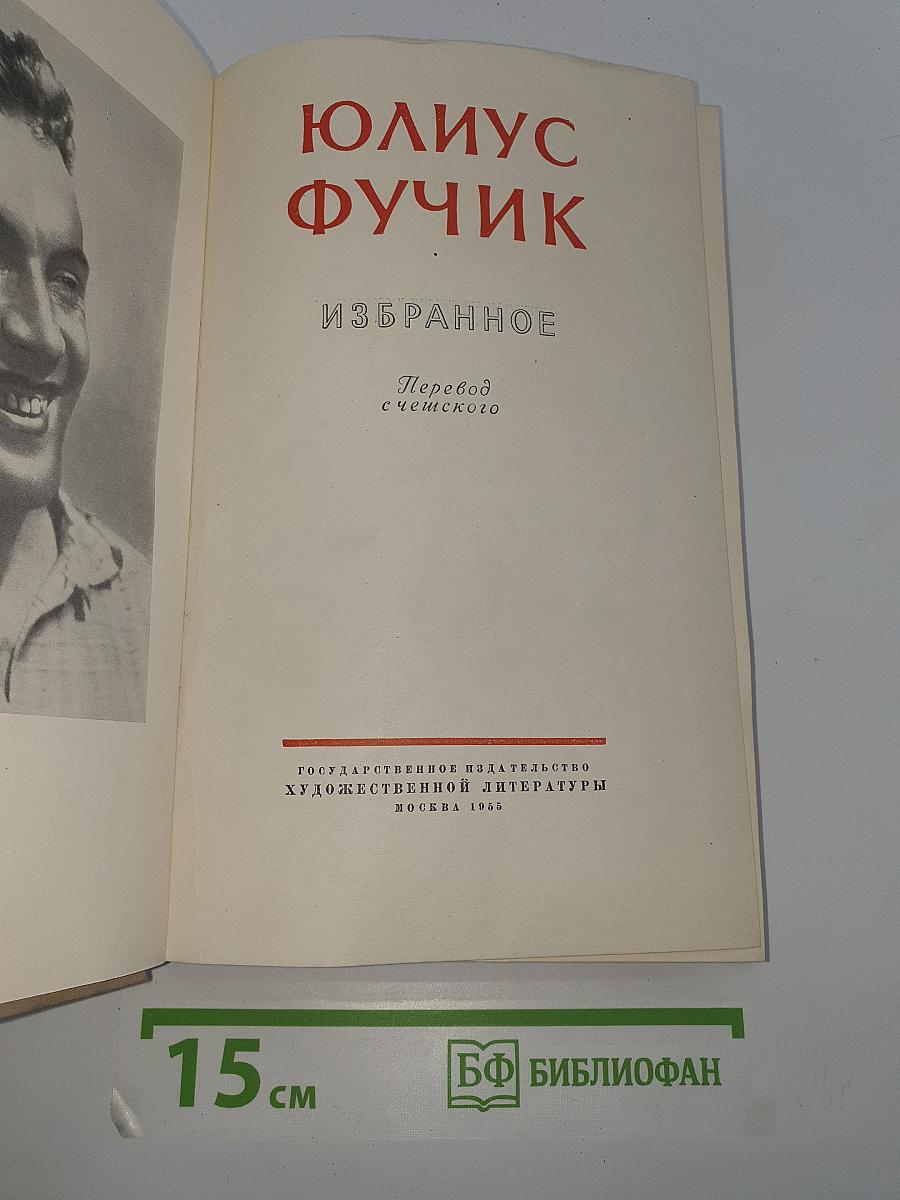 ЮЛИУС
ФУЧИК
ИЗБРАННОЕ
Перевод
с чешского
ГОСУДАРСТВЕННОЕ ИЗДАТЕЛЬСТВО
ХУДОЖЕСТВЕННОЙ ЛИТЕРАТУРЫ
МОСКВА 1955
15 см
БФ БИБЛИОФАН